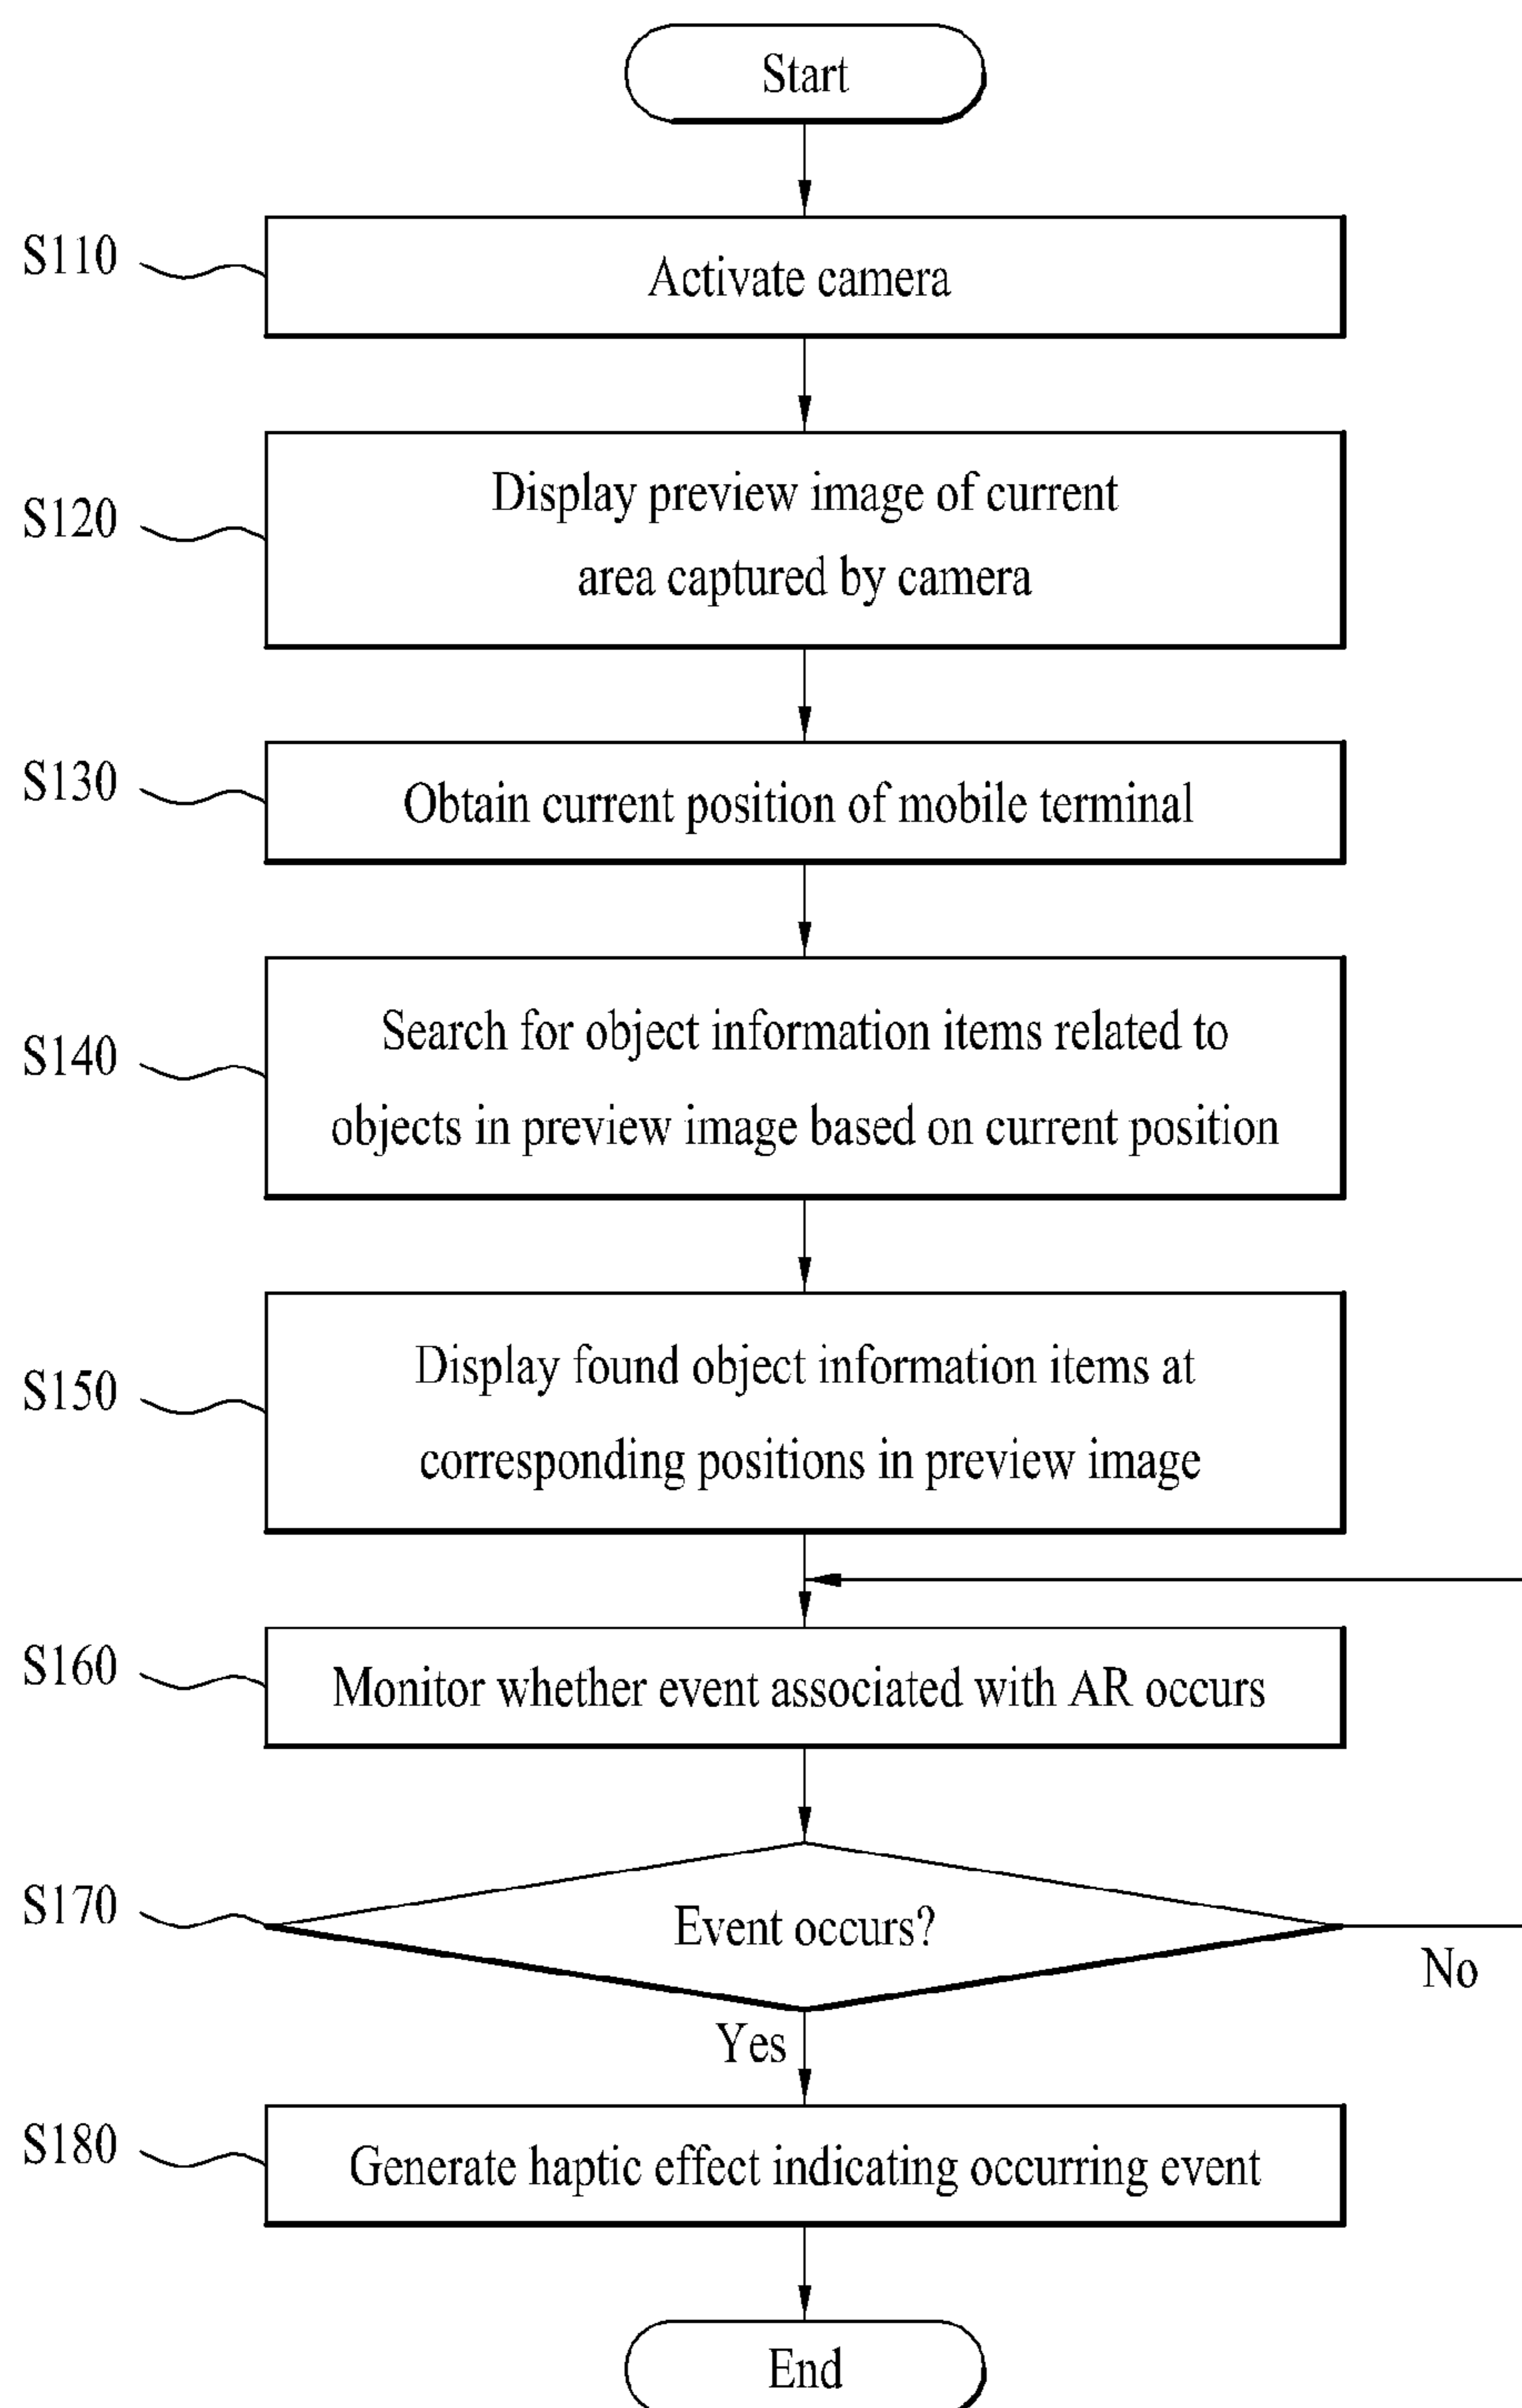 Start
S110
Activate camera
S120
Display preview image of current
area captured by camera
S130
Obtain current position of mobile terminal
S140
Search for object information items related to
objects in preview image based on current position
S150
Display found object information items at
corresponding positions in preview image
S160
Monitor whether event associated with AR occurs
S170
Event occurs?
No
Yes
S180
Generate haptic effect indicating occurring event
End